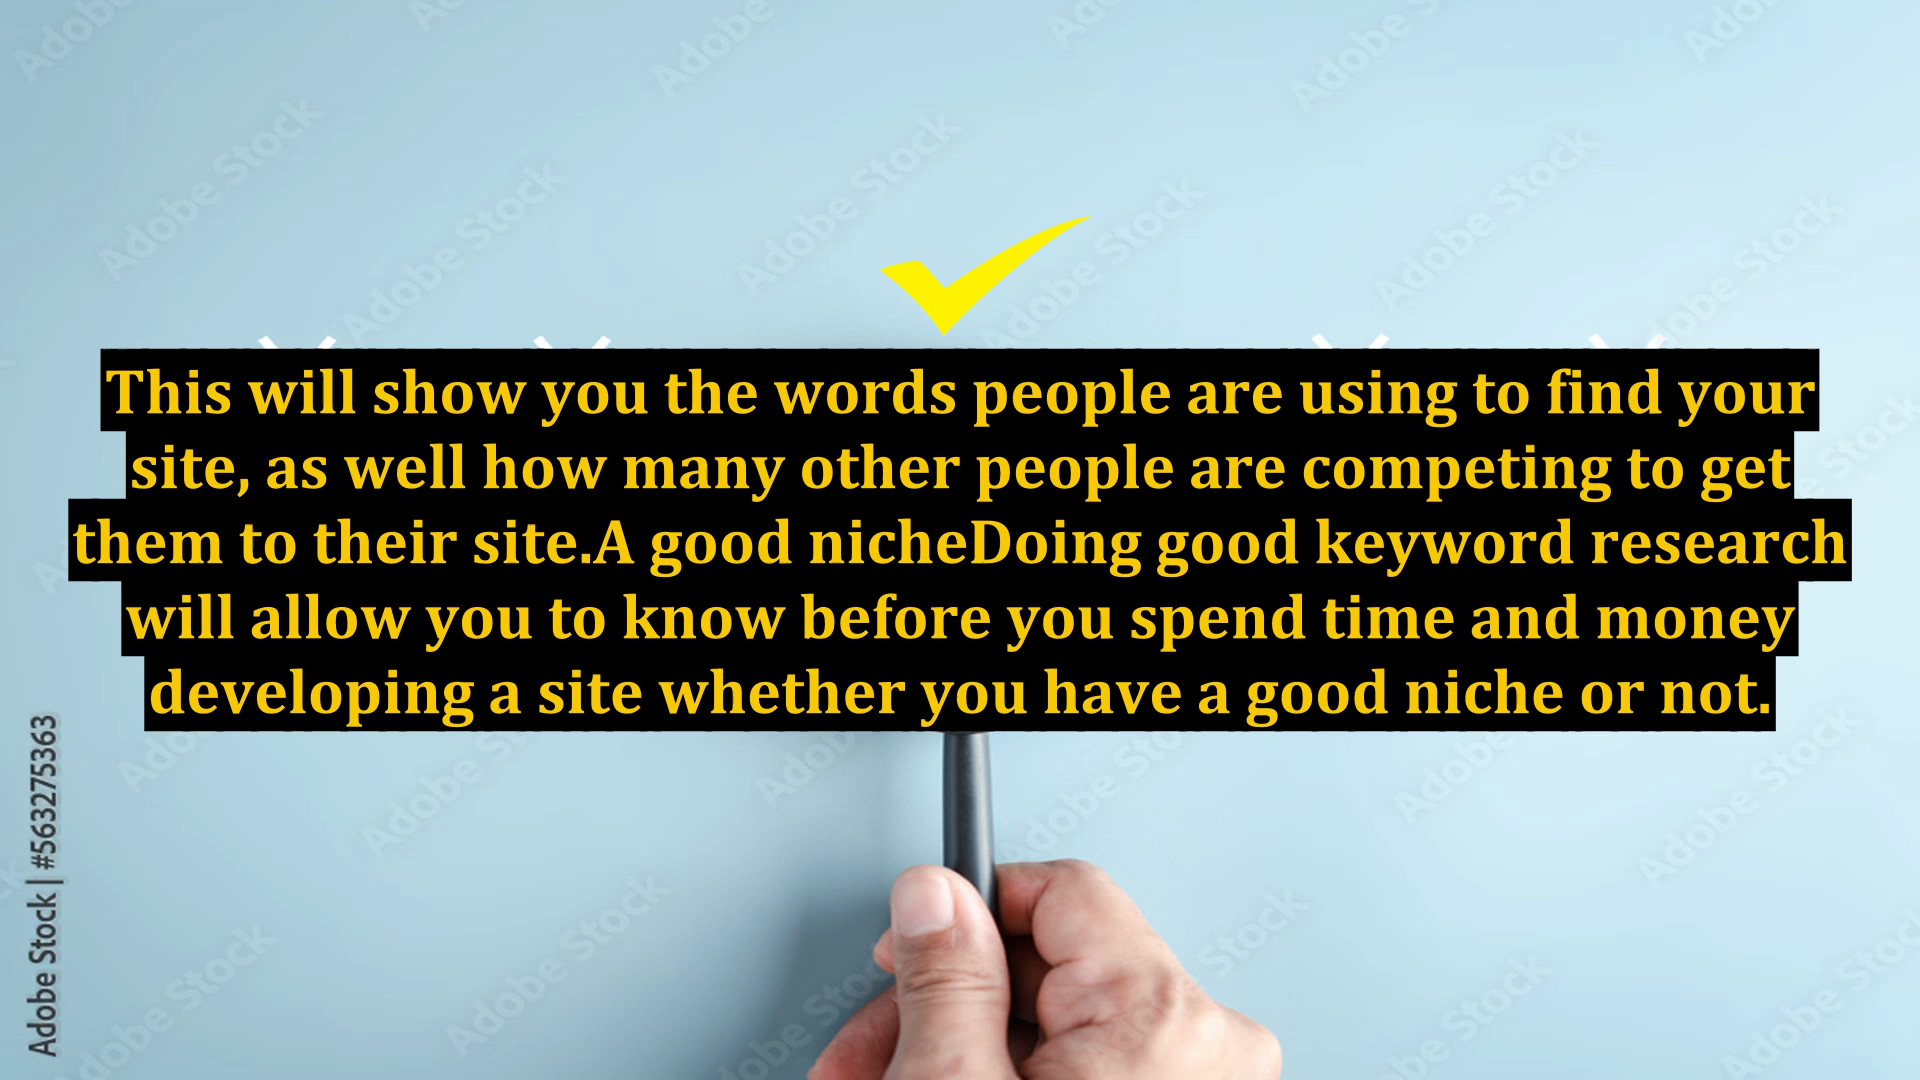 This will show you the words people are using to find your
site, as well how many other people are competing to get
them to their site.A good nicheDoing good keyword research
will allow you to know before you spend time and money
developing a site whether you have a good niche or not.
Adobe Stock | #563275363
Adobe Stock